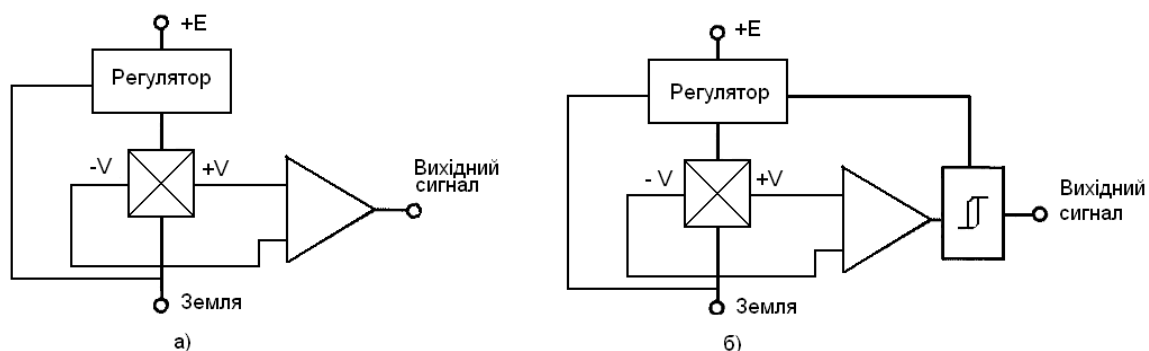 +E
Регулятор
-V
+V
Вихідний
сигнал
Земля
а)
+E
Регулятор
- V
+V
Вихідний
сигнал
Земля
б)